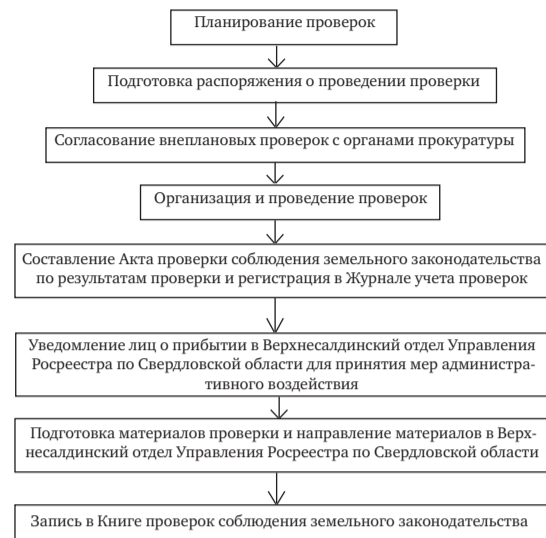 Планирование проверок
Подготовка распоряжения о проведении проверки
Согласование внеплановых проверок с органами прокуратуры
Организация и проведение проверок
Составление Акта проверки соблюдения земельного законодательства
по результатам проверки и регистрация в Журнале учета проверок
Уведомление лиц о прибытии в Верхнесалдинский отдел Управления
Росреестра по Свердловской области для принятия мер администра-
тивного воздействия
Подготовка материалов проверки и направление материалов в Верх-
несалдинский отдел Управления Росреестра по Свердловской области
Запись в Книге проверок соблюдения земельного законодательства